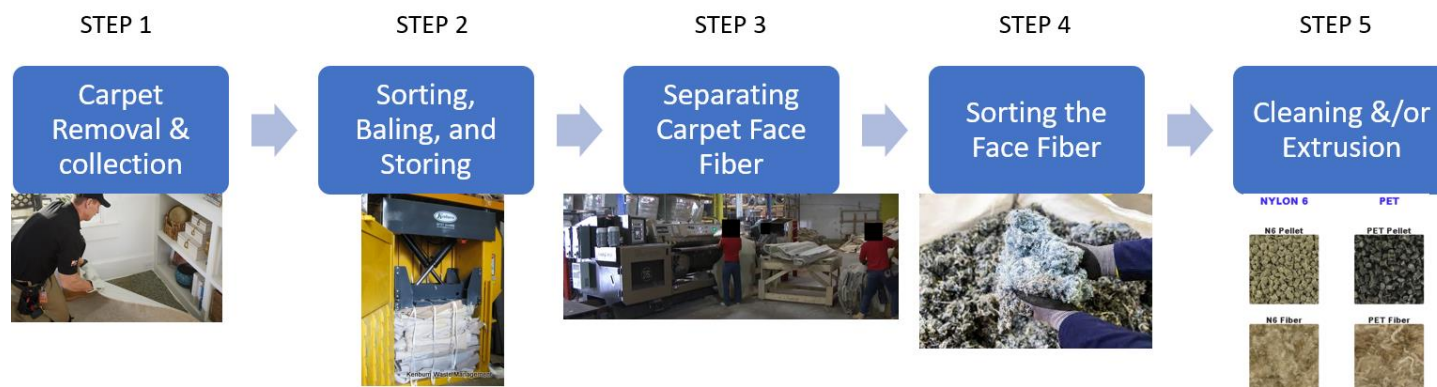 STEP 1
STEP 2
STEP 3
STEP 4
STEP 5
Carpet
Removal &
collection
Sorting,
Baling, and
Storing
Separating
Carpet Face
Fiber
Sorting the
Face Fiber
Cleaning &/or
Extrusion
Kenburn Waste Management
NYLON 6
PET
N6 Pellet
PET Pellet
N6 Fiber
PET Fiber